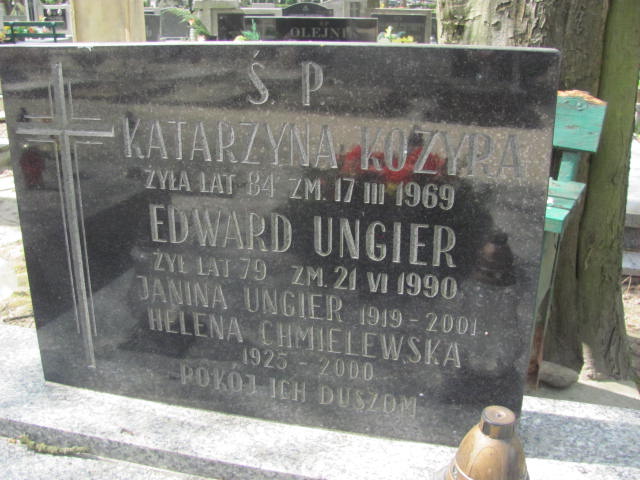 OLEJNI
Ś. P.
KATARZYNA KOZYRA
ŻYŁA LAT 84 ZM. 17 III 1969
EDWARD UNGIER
ŻYŁ LAT 79 ZM. 21 VI 1990
JANINA UNGIER 1919 - 2001
HELENA CHMIELEWSKA
1925 - 2000
POKÓJ ICH DUSZOM